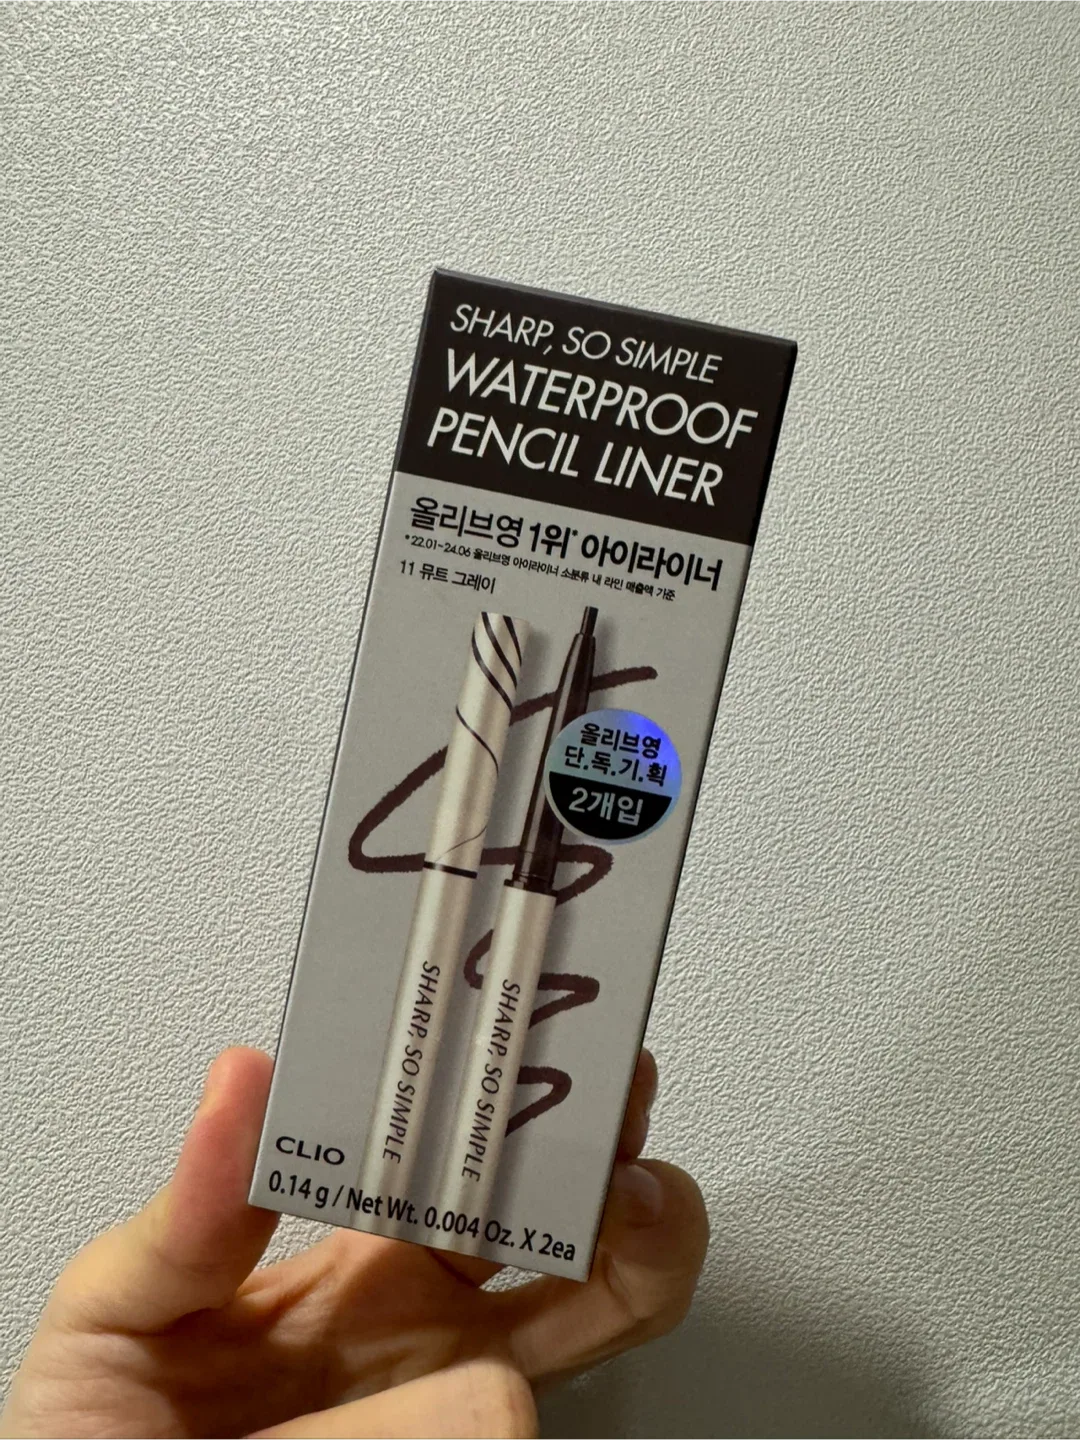 SHARP, SO SIMPLE
WATERPROOF
PENCIL LINER
올리브영 1위* 아이라이너
*22.01~24.06 올리브영 아이라이너 소분류 내 라인 매출액 기준
11 뮤트 그레이
올리브영
단.독.기.획
2개입
SHARP, SO SIMPLE
SHARP, SO SIMPLE
CLIO
0.14 g / Net Wt. 0.004 Oz. X 2ea